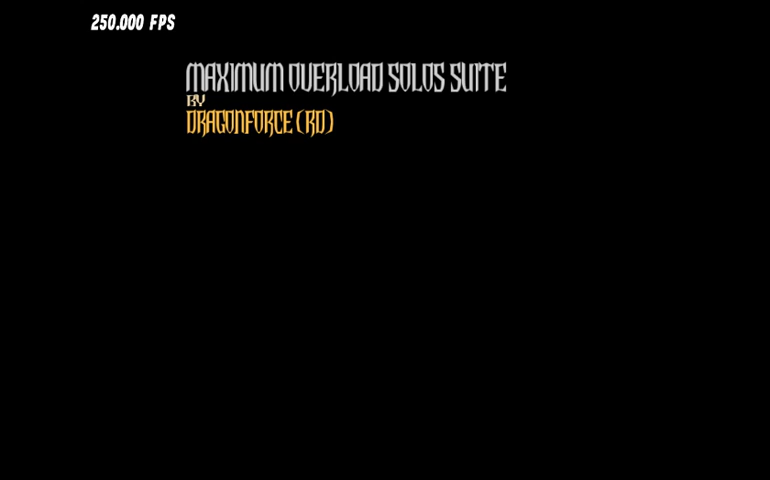 250.000 FPS
MAXIMUM OVERLOAD SOLOS SUITE
BY
DRAGONFORCE (RD)